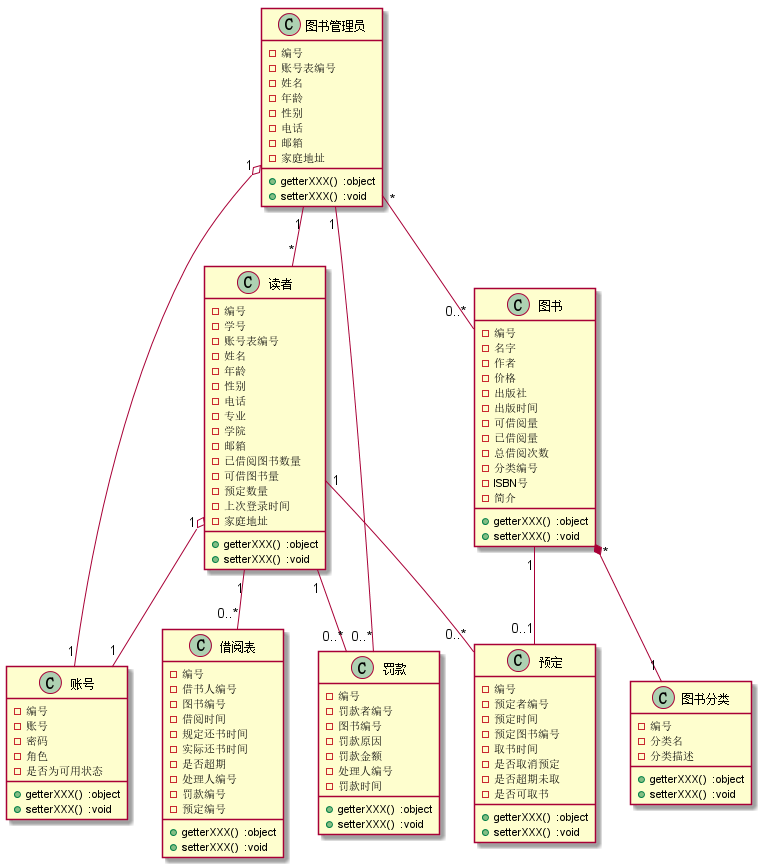 C 图书管理员
编号
账号表编号
姓名
年龄
性别
电话
邮箱
家庭地址
getterXXX() :object
setterXXX() :void
1
1
1
*
*
0..*
C 读者
编号
学号
账号表编号
姓名
年龄
性别
电话
专业
学院
邮箱
已借阅图书数量
可借图书量
预定数量
上次登录时间
家庭地址
getterXXX() :object
setterXXX() :void
C 图书
编号
名字
作者
价格
出版社
出版时间
可借阅量
已借阅量
总借阅次数
分类编号
ISBN号
简介
getterXXX() :object
setterXXX() :void
1
1
1
1
1
*
0..*
0..*
0..*
0..*
0..1
1
1
1
C 账号
编号
账号
密码
角色
是否为可用状态
getterXXX() :object
setterXXX() :void
C 借阅表
编号
借书人编号
图书编号
借阅时间
规定还书时间
实际还书时间
是否超期
处理人编号
罚款编号
预定编号
getterXXX() :object
setterXXX() :void
C 罚款
编号
罚款者编号
图书编号
罚款原因
罚款金额
处理人编号
罚款时间
getterXXX() :object
setterXXX() :void
C 预定
编号
预定者编号
预定时间
预定图书编号
取书时间
是否取消预定
是否超期未取
是否可取书
getterXXX() :object
setterXXX() :void
C 图书分类
编号
分类名
分类描述
getterXXX() :object
setterXXX() :void